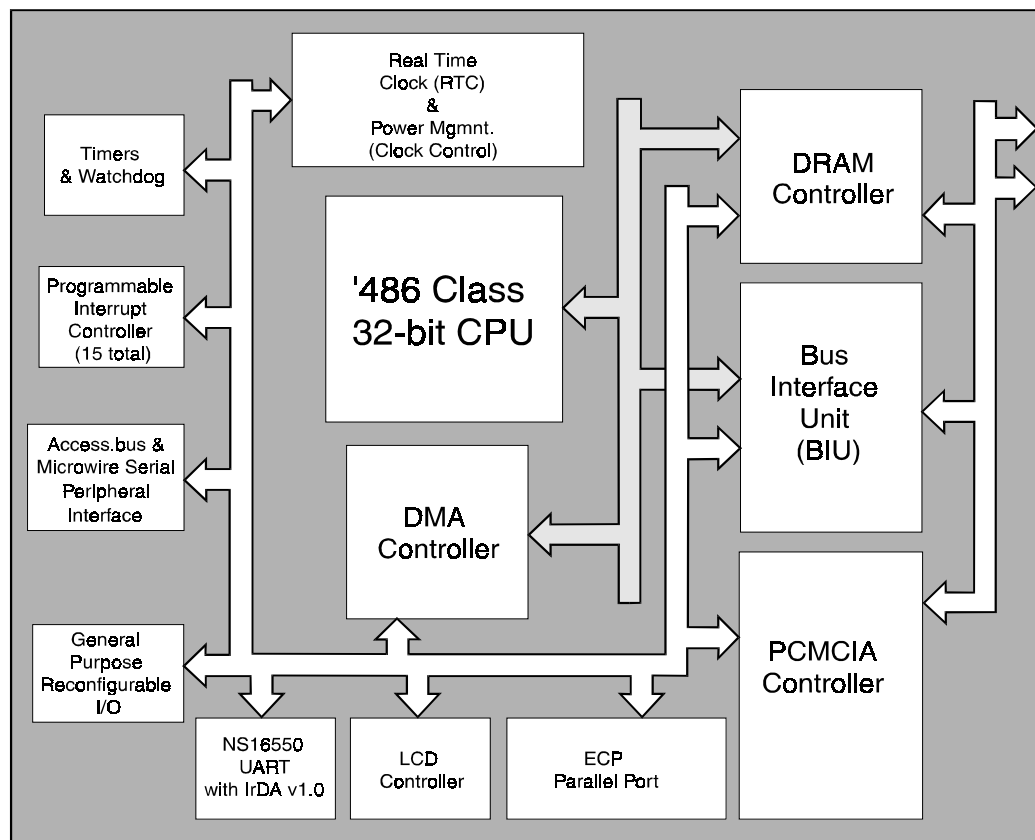 Real Time
Clock (RTC)
&
Power Mgmnt.
(Clock Control)
Timers
& Watchdog
DRAM
Controller
'486 Class
32-bit CPU
Programmable
Interrupt
Controller
(15 total)
Bus
Interface
Unit
(BIU)
Access.bus &
Microwire Serial
Perlpheral
Interface
DMA
Controller
General
Purpose
Reconfigurable
I/O
PCMCIA
Controller
NS16550
UART
with IrDA v1.0
LCD
Controller
ECP
Parallel Port